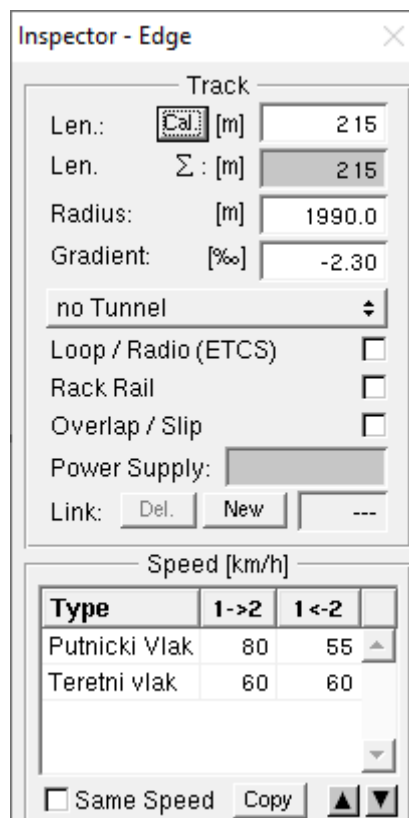 Inspector - Edge
Track
Len.: Cal. [m] 215
Len. Σ : [m] 215
Radius: [m] 1990.0
Gradient: [‰] -2.30
no Tunnel
Loop / Radio (ETCS)
Rack Rail
Overlap / Slip
Power Supply:
Link: Del. New ---
Speed [km/h]
Type 1->2 1<-2
Putnicki Vlak 80 55
Teretni vlak 60 60
Same Speed Copy